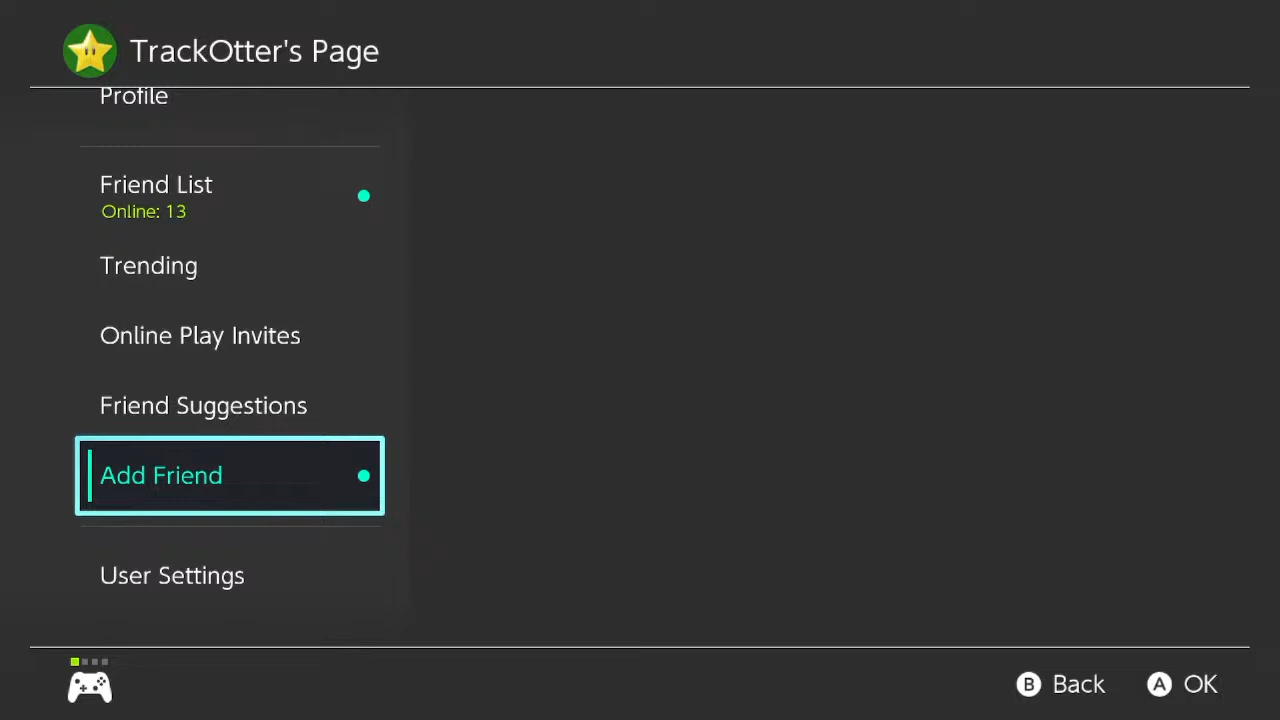 TrackOtter's Page
Profile
Friend List
Online: 13
Trending
Online Play Invites
Friend Suggestions
Add Friend
User Settings
B Back A OK